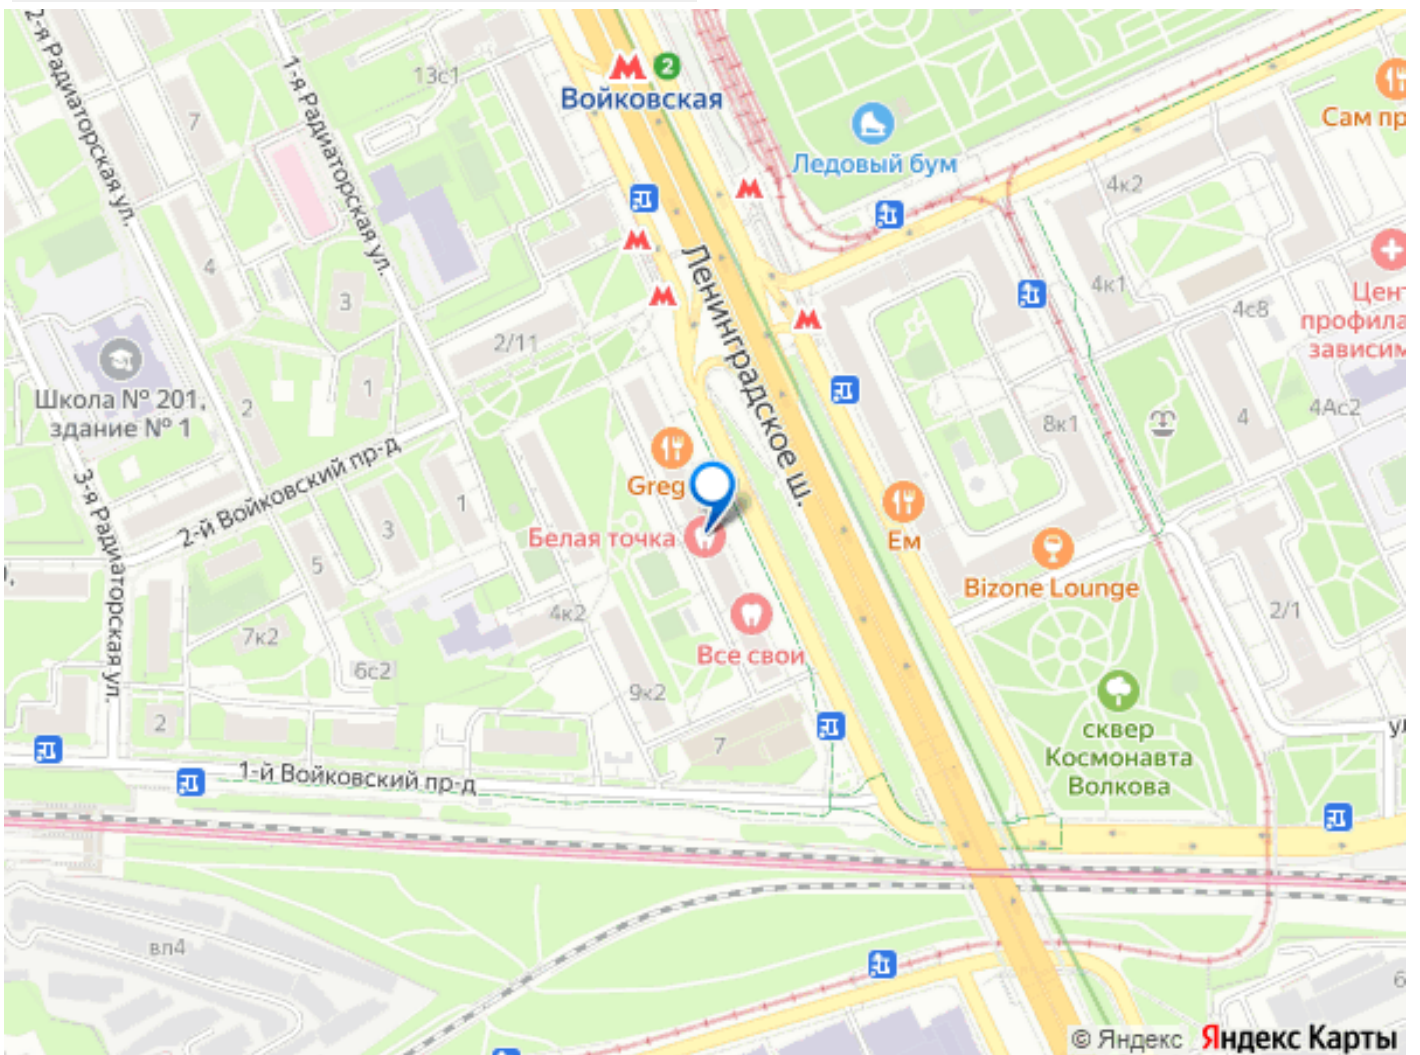 2-я Радиаторская ул.
1-я Радиаторская ул.
13с1
2
Войковская
7
Сам пр
Ледовый бум
4к2
4
3
4к1
4с8
Цент
профила
зависим
2/11
Ленинградское ш.
Школа № 201,
здание № 1
2
1
8к1
4
4Ас2
2-й Войковский пр-д
3-я Радиаторская ул.
Greg
1
3
Белая точка
Ем
5
Bizone Lounge
4к2
2/1
7к2
Все свои
6с2
9к2
2
7
сквер
Космонавта
Волкова
ул
1-й Войковский пр-д
вл4
6
© Яндекс Яндекс Карты